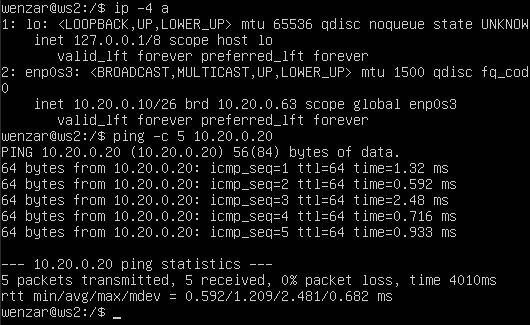 wenzar@ws2:/$ ip -4 a
1: lo: <LOOPBACK,UP,LOWER_UP> mtu 65536 qdisc noqueue state UNKNOW
    inet 127.0.0.1/8 scope host lo
       valid_lft forever preferred_lft forever
2: enp0s3: <BROADCAST,MULTICAST,UP,LOWER_UP> mtu 1500 qdisc fq_cod
0
    inet 10.20.0.10/26 brd 10.20.0.63 scope global enp0s3
       valid_lft forever preferred_lft forever
wenzar@ws2:/$ ping -c 5 10.20.0.20
PING 10.20.0.20 (10.20.0.20) 56(84) bytes of data.
64 bytes from 10.20.0.20: icmp_seq=1 ttl=64 time=1.32 ms
64 bytes from 10.20.0.20: icmp_seq=2 ttl=64 time=0.592 ms
64 bytes from 10.20.0.20: icmp_seq=3 ttl=64 time=2.48 ms
64 bytes from 10.20.0.20: icmp_seq=4 ttl=64 time=0.716 ms
64 bytes from 10.20.0.20: icmp_seq=5 ttl=64 time=0.933 ms

--- 10.20.0.20 ping statistics ---
5 packets transmitted, 5 received, 0% packet loss, time 4010ms
rtt min/avg/max/mdev = 0.592/1.209/2.481/0.682 ms
wenzar@ws2:/$ _